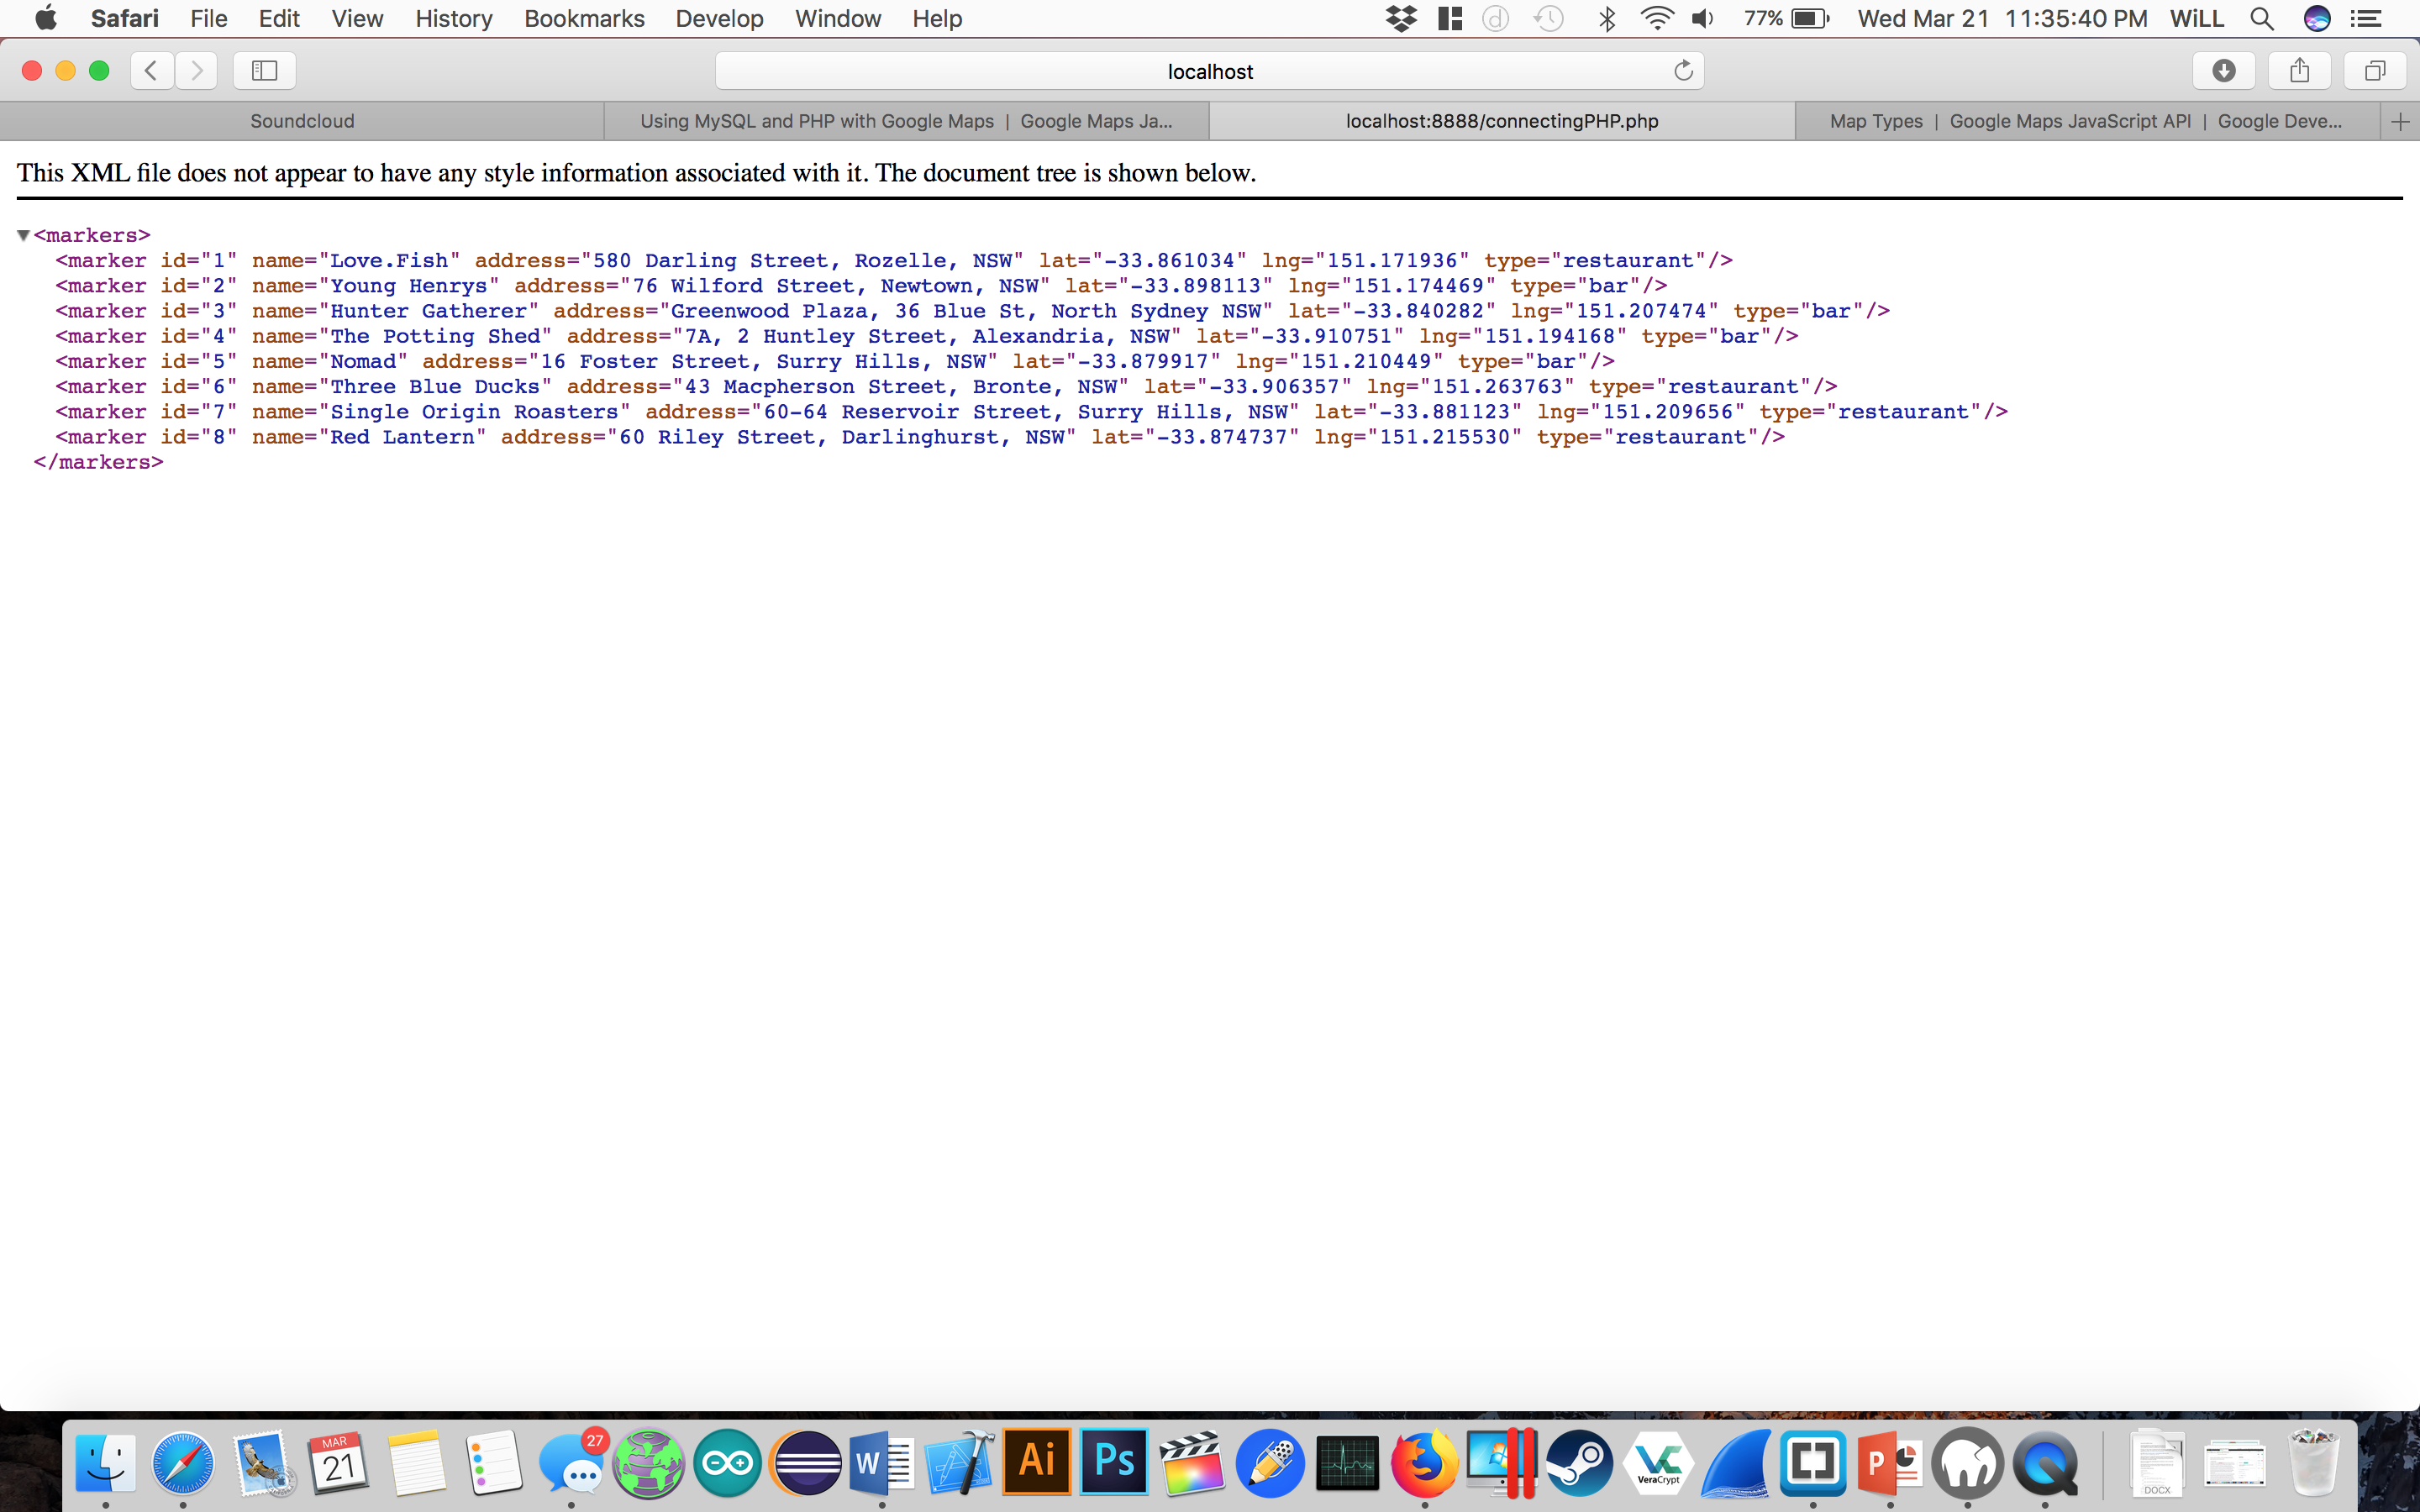 Safari File Edit View History Bookmarks Develop Window Help 77% Wed Mar 21 11:35:40 PM WiLL
localhost
Soundcloud Using MySQL and PHP with Google Maps | Google Maps Ja... localhost:8888/connectingPHP.php Map Types | Google Maps JavaScript API | Google Deve...
This XML file does not appear to have any style information associated with it. The document tree is shown below.
<markers>
<marker id="1" name="Love.Fish" address="580 Darling Street, Rozelle, NSW" lat="-33.861034" lng="151.171936" type="restaurant"/>
<marker id="2" name="Young Henrys" address="76 Wilford Street, Newtown, NSW" lat="-33.898113" lng="151.174469" type="bar"/>
<marker id="3" name="Hunter Gatherer" address="Greenwood Plaza, 36 Blue St, North Sydney NSW" lat="-33.840282" lng="151.207474" type="bar"/>
<marker id="4" name="The Potting Shed" address="7A, 2 Huntley Street, Alexandria, NSW" lat="-33.910751" lng="151.194168" type="bar"/>
<marker id="5" name="Nomad" address="16 Foster Street, Surry Hills, NSW" lat="-33.879917" lng="151.210449" type="bar"/>
<marker id="6" name="Three Blue Ducks" address="43 Macpherson Street, Bronte, NSW" lat="-33.906357" lng="151.263763" type="restaurant"/>
<marker id="7" name="Single Origin Roasters" address="60-64 Reservoir Street, Surry Hills, NSW" lat="-33.881123" lng="151.209656" type="restaurant"/>
<marker id="8" name="Red Lantern" address="60 Riley Street, Darlinghurst, NSW" lat="-33.874737" lng="151.215530" type="restaurant"/>
</markers>
MAR
21
27
W
Ai
Ps
VC
VeraCrypt
P
DOCX